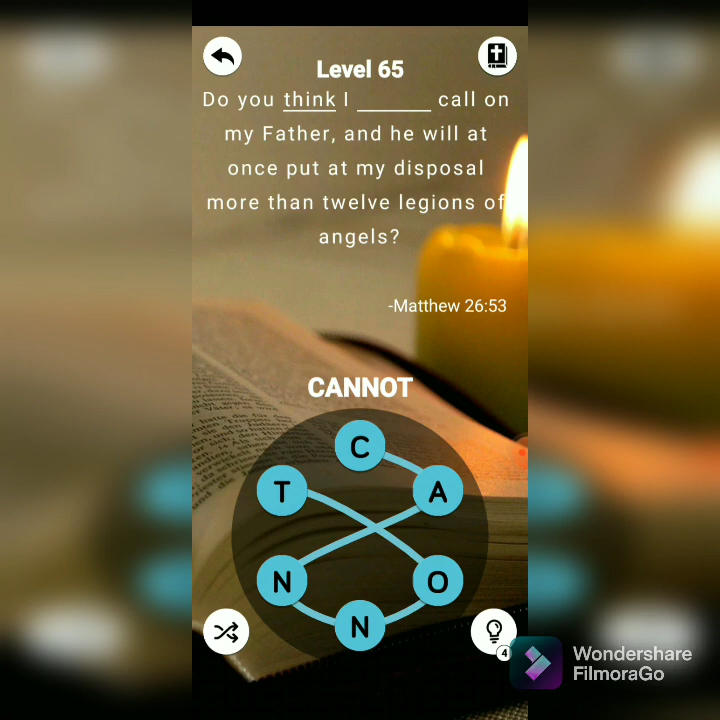 Level 65
Do you think I _______ call on
my Father, and he will at
once put at my disposal
more than twelve legions of
angels?
-Matthew 26:53
CANNOT
C
T
A
N
O
N
4
Wondershare
FilmoraGo